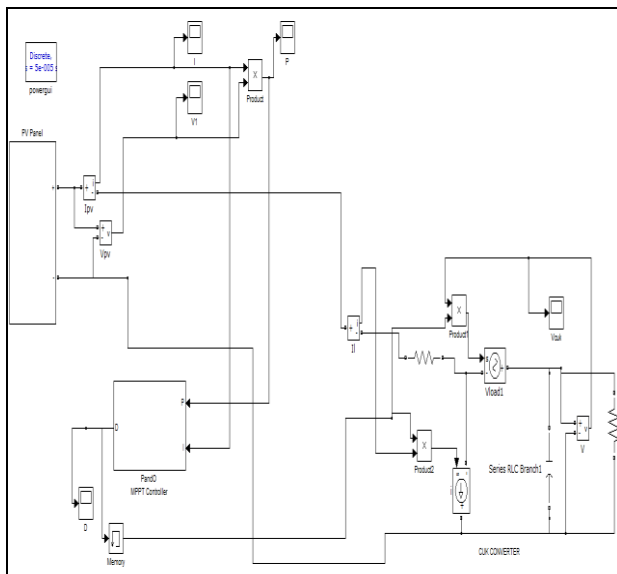 Discrete,
s = 5e-005 s
powergui
I
P
X
Product
V1
PV Panel
+
-
+
i
-
Ipv
+
-
v
Vpv
+
i
-
I1
X
Product1
Vcuk
s
-
+
Vload1
+
-
v
V
P
D
I
PandO
MPPT Controller
X
Product2
Series RLC Branch1
D
Memory
CUK CONVERTER